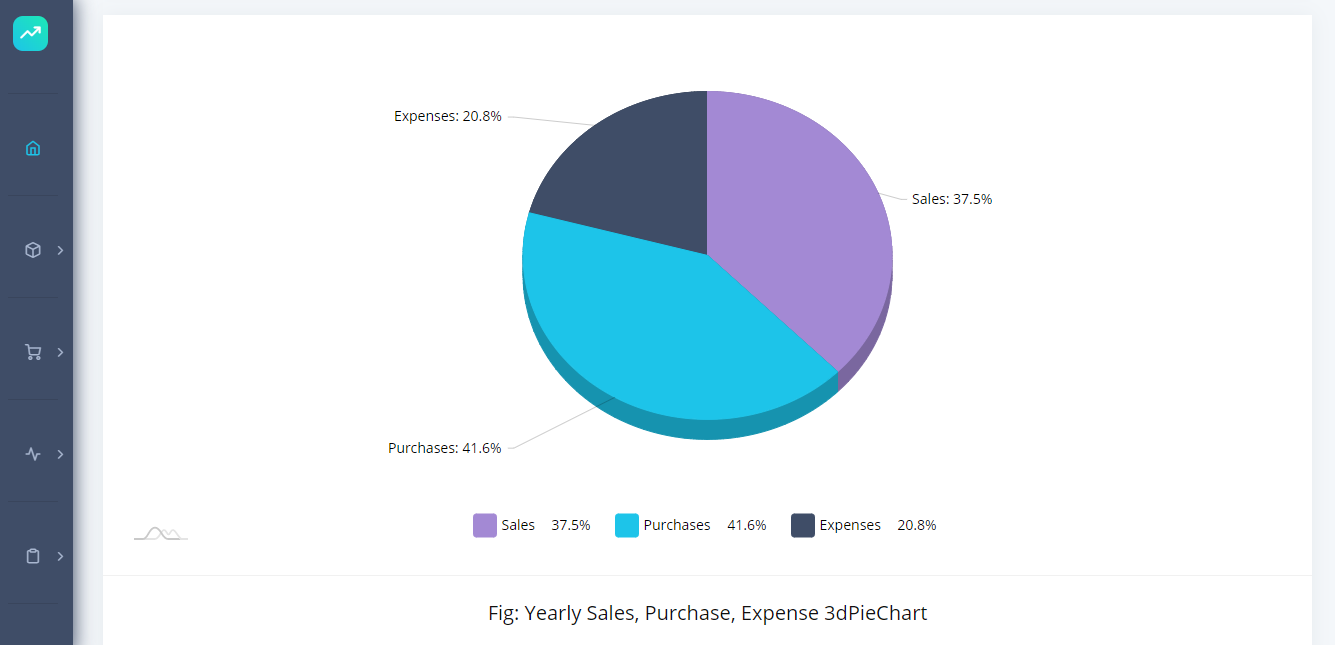 Expenses: 20.8%
Sales: 37.5%
Purchases: 41.6%
Sales 37.5% Purchases 41.6% Expenses 20.8%
Fig: Yearly Sales, Purchase, Expense 3dPieChart